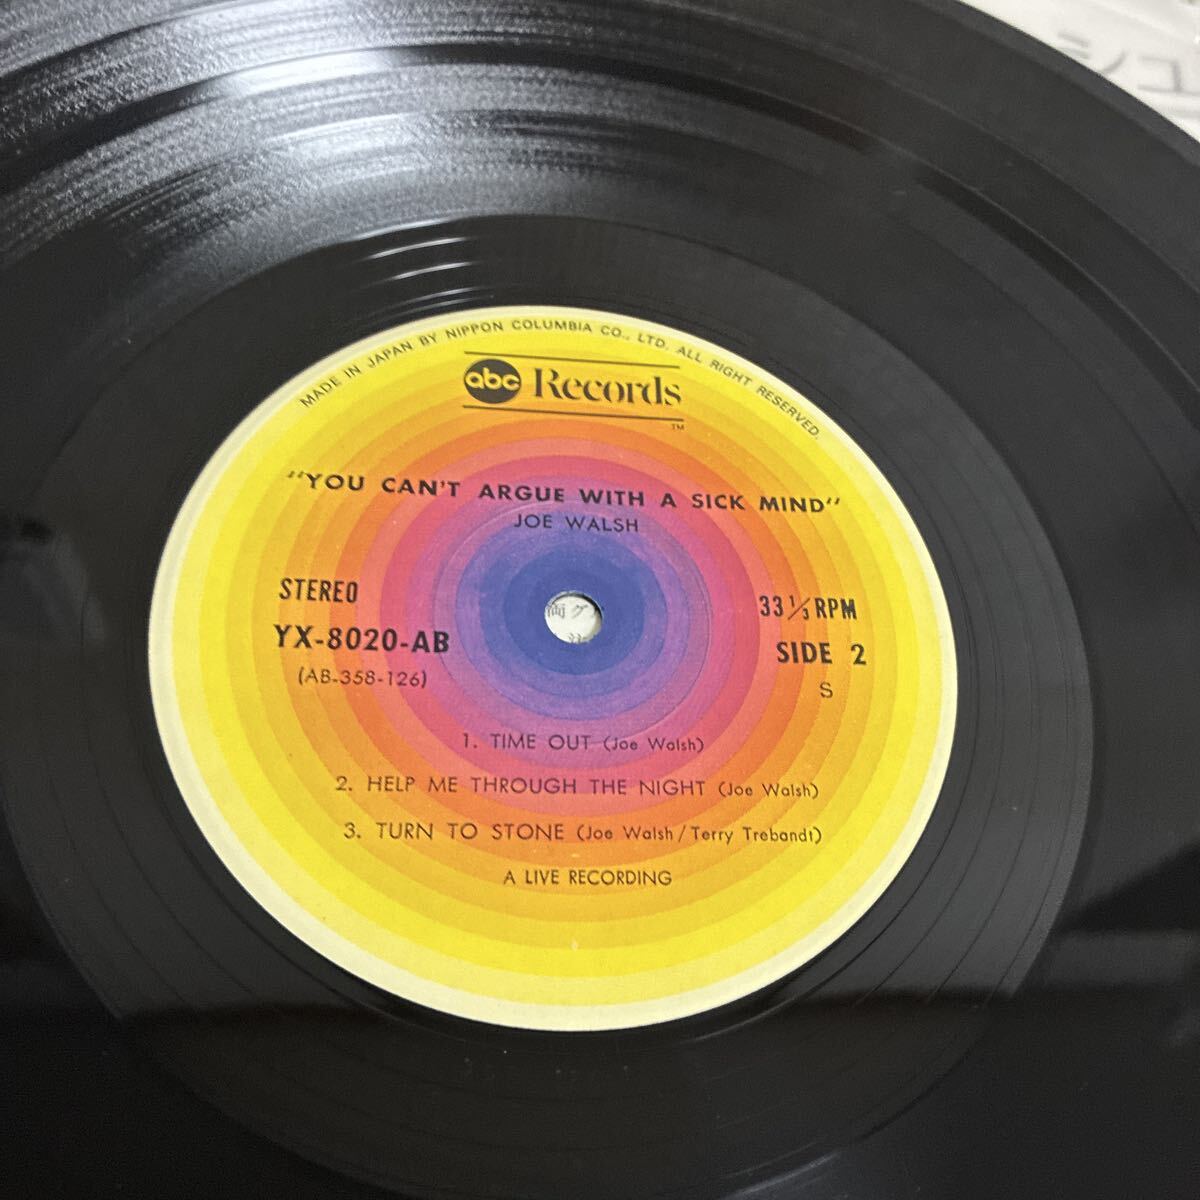 MADE IN JAPAN BY NIPPON COLUMBIA CO., LTD. ALL RIGHT RESERVED.
abc Records
TM
"YOU CAN'T ARGUE WITH A SICK MIND"
JOE WALSH
STEREO
33 1/3 RPM
YX-8020-AB
SIDE 2
(AB-358-126)
S
1. TIME OUT (Joe Walsh)
2. HELP ME THROUGH THE NIGHT (Joe Walsh)
3. TURN TO STONE (Joe Walsh/Terry Trebandt)
A LIVE RECORDING